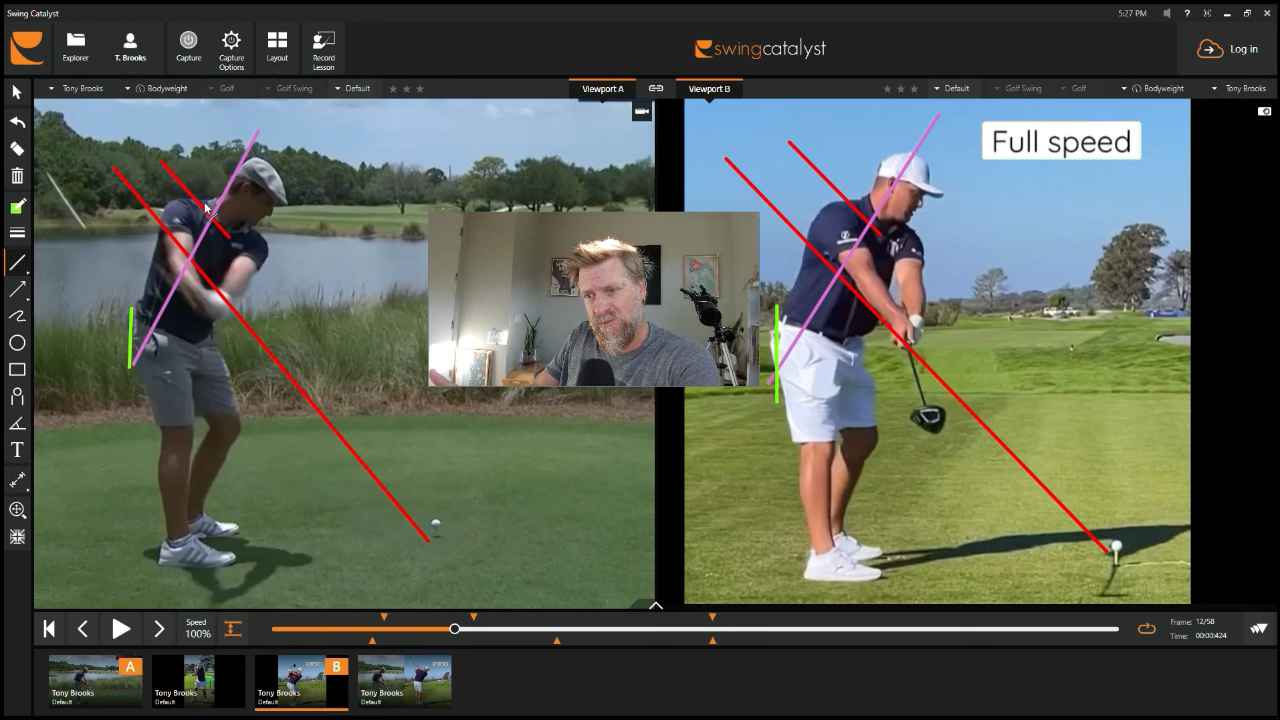 Swing Catalyst
5:27 PM
?
Explorer
T. Brooks
Capture
Capture
Options
Layout
Record
Lesson
swingcatalyst
Log in
Tony Brooks
Bodyweight
Golf
Golf Swing
Default
Viewport A
Viewport B
Default
Golf Swing
Golf
Bodyweight
Tony Brooks
Full speed
T
Speed
100%
Frame: 12/58
Time: 00:00:424
A
Tony Brooks
Default
Tony Brooks
Default
B
Tony Brooks
Default
Tony Brooks
Default